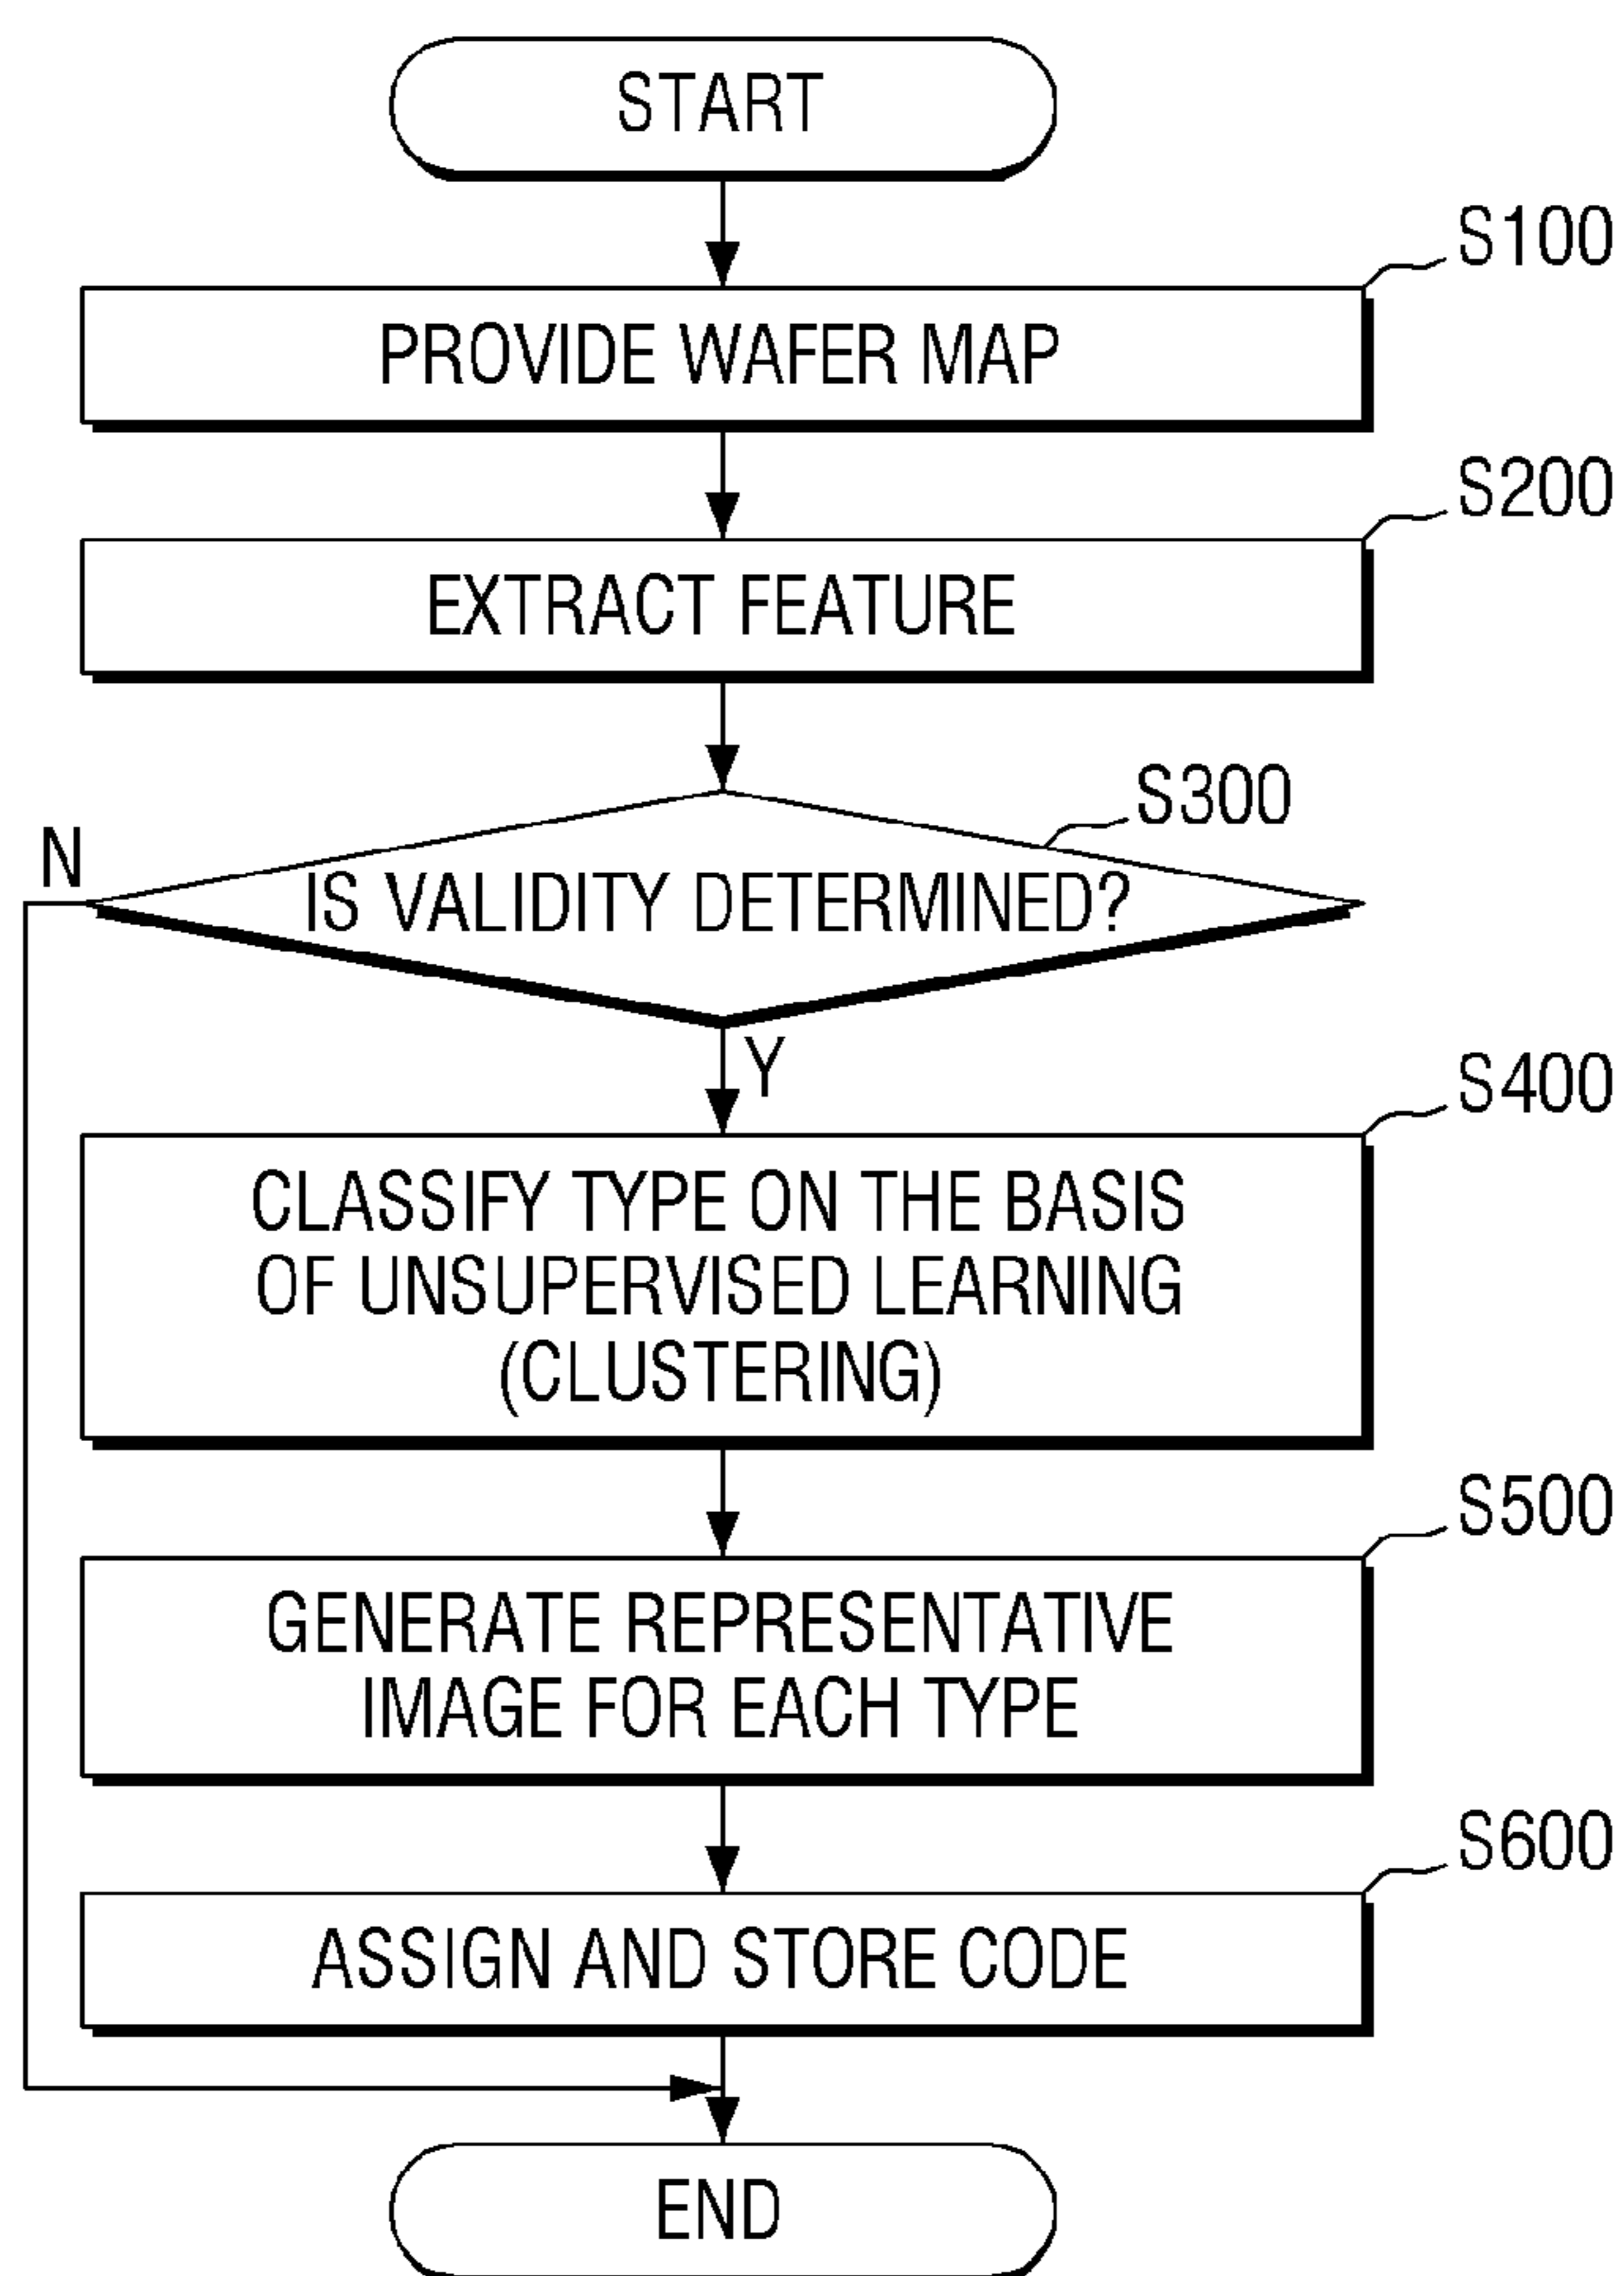 START
S100
PROVIDE WAFER MAP
S200
EXTRACT FEATURE
S300
N
IS VALIDITY DETERMINED?
Y
S400
CLASSIFY TYPE ON THE BASIS
OF UNSUPERVISED LEARNING
(CLUSTERING)
S500
GENERATE REPRESENTATIVE
IMAGE FOR EACH TYPE
S600
ASSIGN AND STORE CODE
END